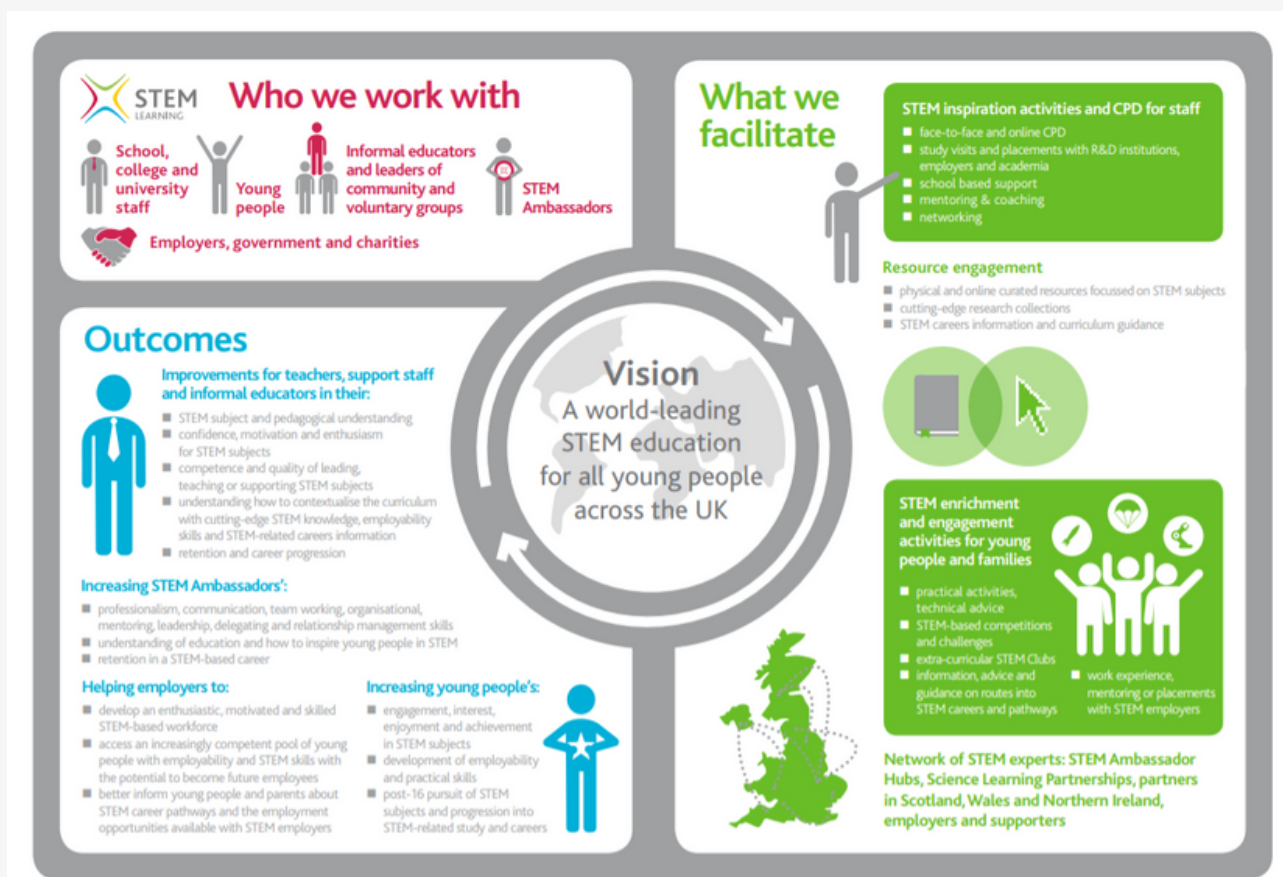 STEM
LEARNING
Who we work with
School,
college and
university
staff
Young
people
Informal educators
and leaders of
community and
voluntary groups
STEM
Ambassadors
Employers, government and charities
What we
facilitate
STEM inspiration activities and CPD for staff
face-to-face and online CPD
study visits and placements with R&D institutions,
employers and academia
school based support
mentoring & coaching
networking
Resource engagement
physical and online curated resources focussed on STEM subjects
cutting-edge research collections
STEM careers information and curriculum guidance
Vision
A world-leading
STEM education
for all young people
across the UK
Outcomes
Improvements for teachers, support staff
and informal educators in their:
STEM subject and pedagogical understanding
confidence, motivation and enthusiasm
for STEM subjects
competence and quality of leading,
teaching or supporting STEM subjects
understanding how to contextualise the curriculum
with cutting-edge STEM knowledge, employability
skills and STEM-related careers information
retention and career progression
Increasing STEM Ambassadors':
professionalism, communication, team working, organisational,
mentoring, leadership, delegating and relationship management skills
understanding of education and how to inspire young people in STEM
retention in a STEM-based career
Helping employers to:
develop an enthusiastic, motivated and skilled
STEM-based workforce
access an increasingly competent pool of young
people with employability and STEM skills with
the potential to become future employees
better inform young people and parents about
STEM career pathways and the employment
opportunities available with STEM employers
Increasing young people's:
engagement, interest,
enjoyment and achievement
in STEM subjects
development of employability
and practical skills
post-16 pursuit of STEM
subjects and progression into
STEM-related study and careers
STEM enrichment
and engagement
activities for young
people and families
practical activities,
technical advice
STEM-based competitions
and challenges
extra-curricular STEM Clubs
information, advice and
guidance on routes into
STEM careers and pathways
work experience,
mentoring or placements
with STEM employers
Network of STEM experts: STEM Ambassador
Hubs, Science Learning Partnerships, partners
in Scotland, Wales and Northern Ireland,
employers and supporters